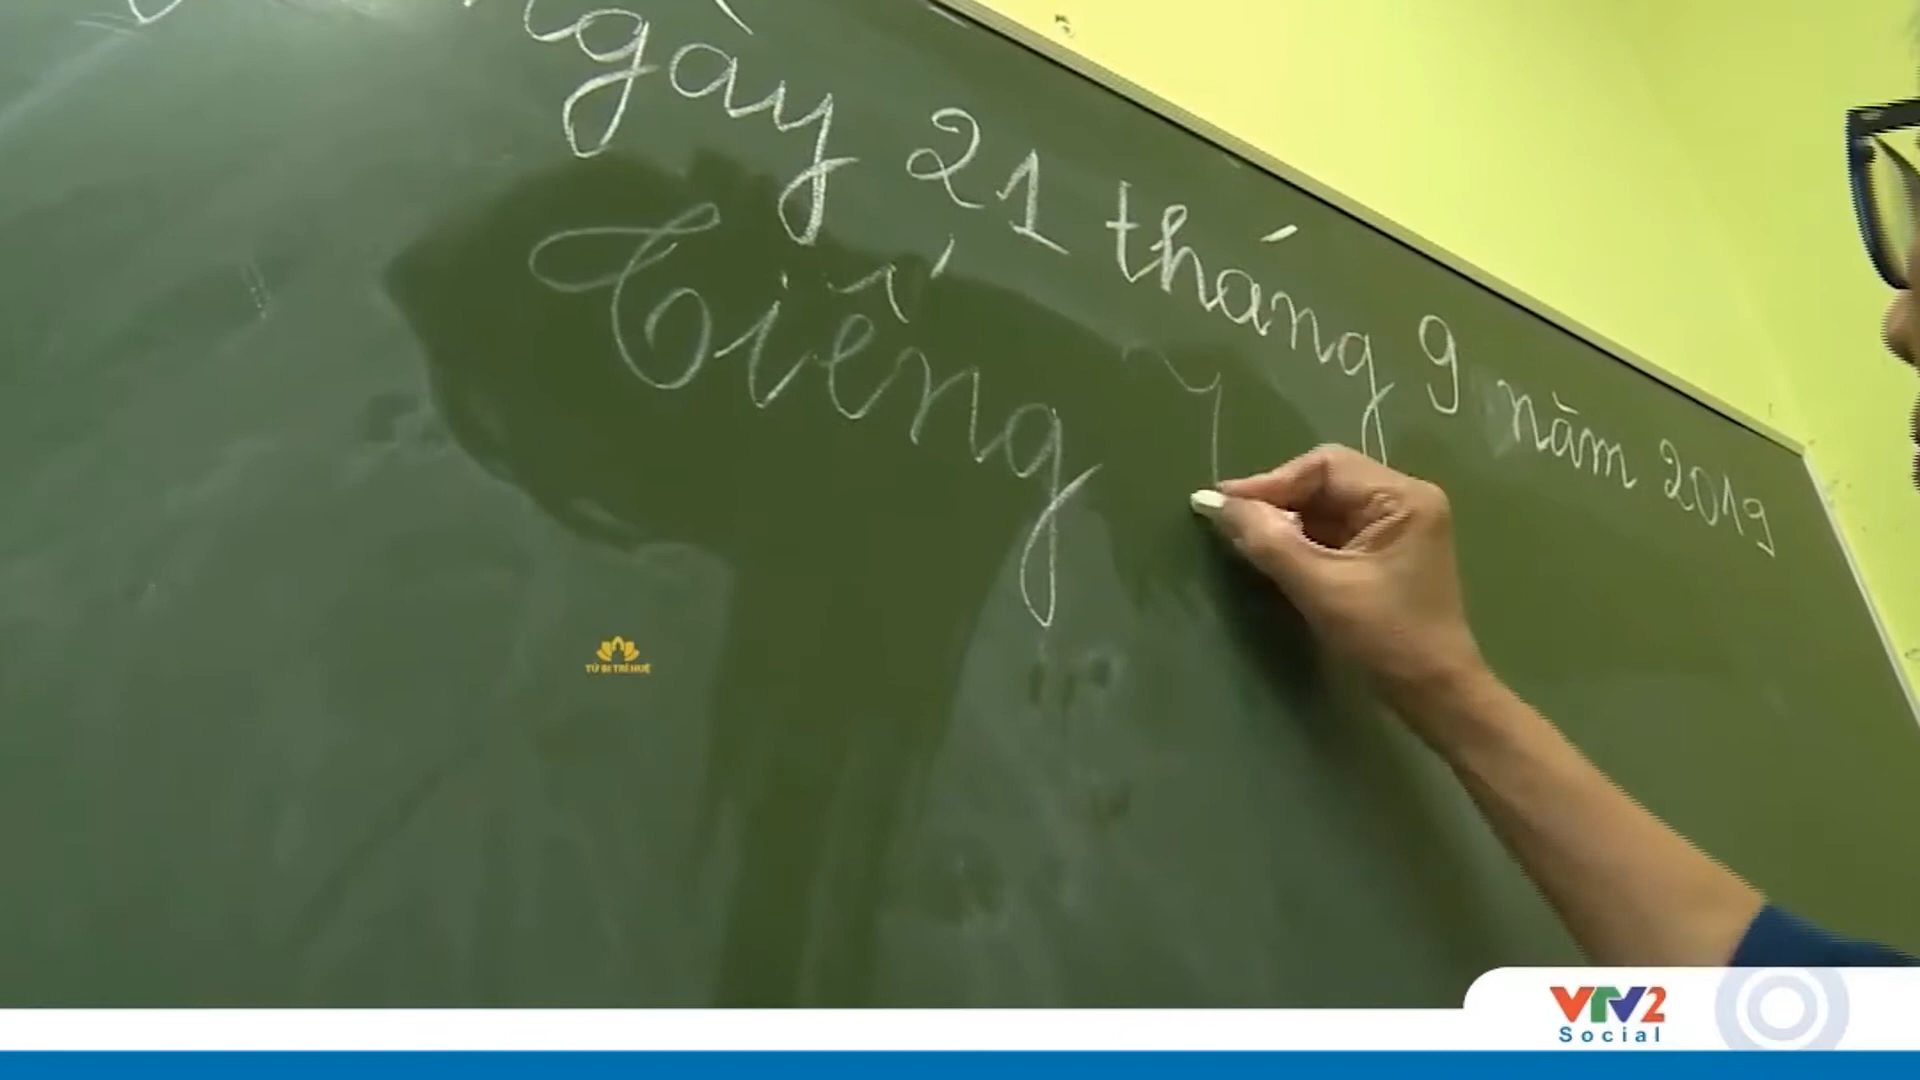 ngày 21 tháng 9 năm 2019
Tiếng
TỪ BI TRÍ HUỆ
VTV2
Social